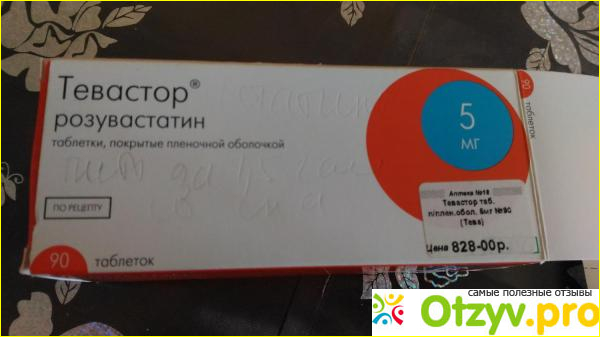 Тевастор®
розувастатин
таблетки, покрытые пленочной оболочкой
5
мг
ПО РЕЦЕПТУ
90 таблеток
90 таблеток
Аптека №18
Тевастор таб.
п/плен.обол. 5мг №90
(Тева)
Цена 828-00р.
самые полезные отзывы
Otzyv.pro